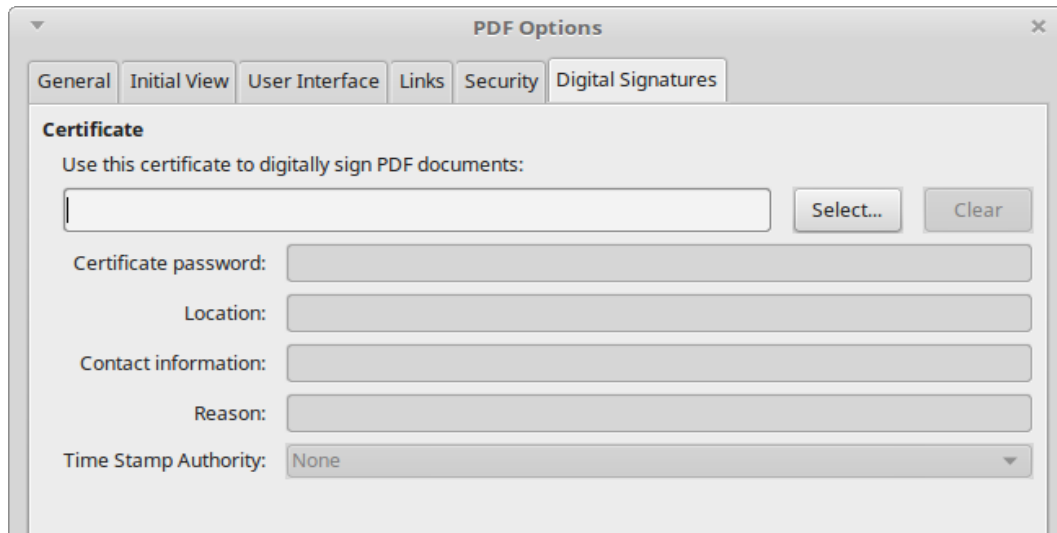 PDF Options
General Initial View User Interface Links Security Digital Signatures
Certificate
Use this certificate to digitally sign PDF documents:
Select... Clear
Certificate password:
Location:
Contact information:
Reason:
Time Stamp Authority: None